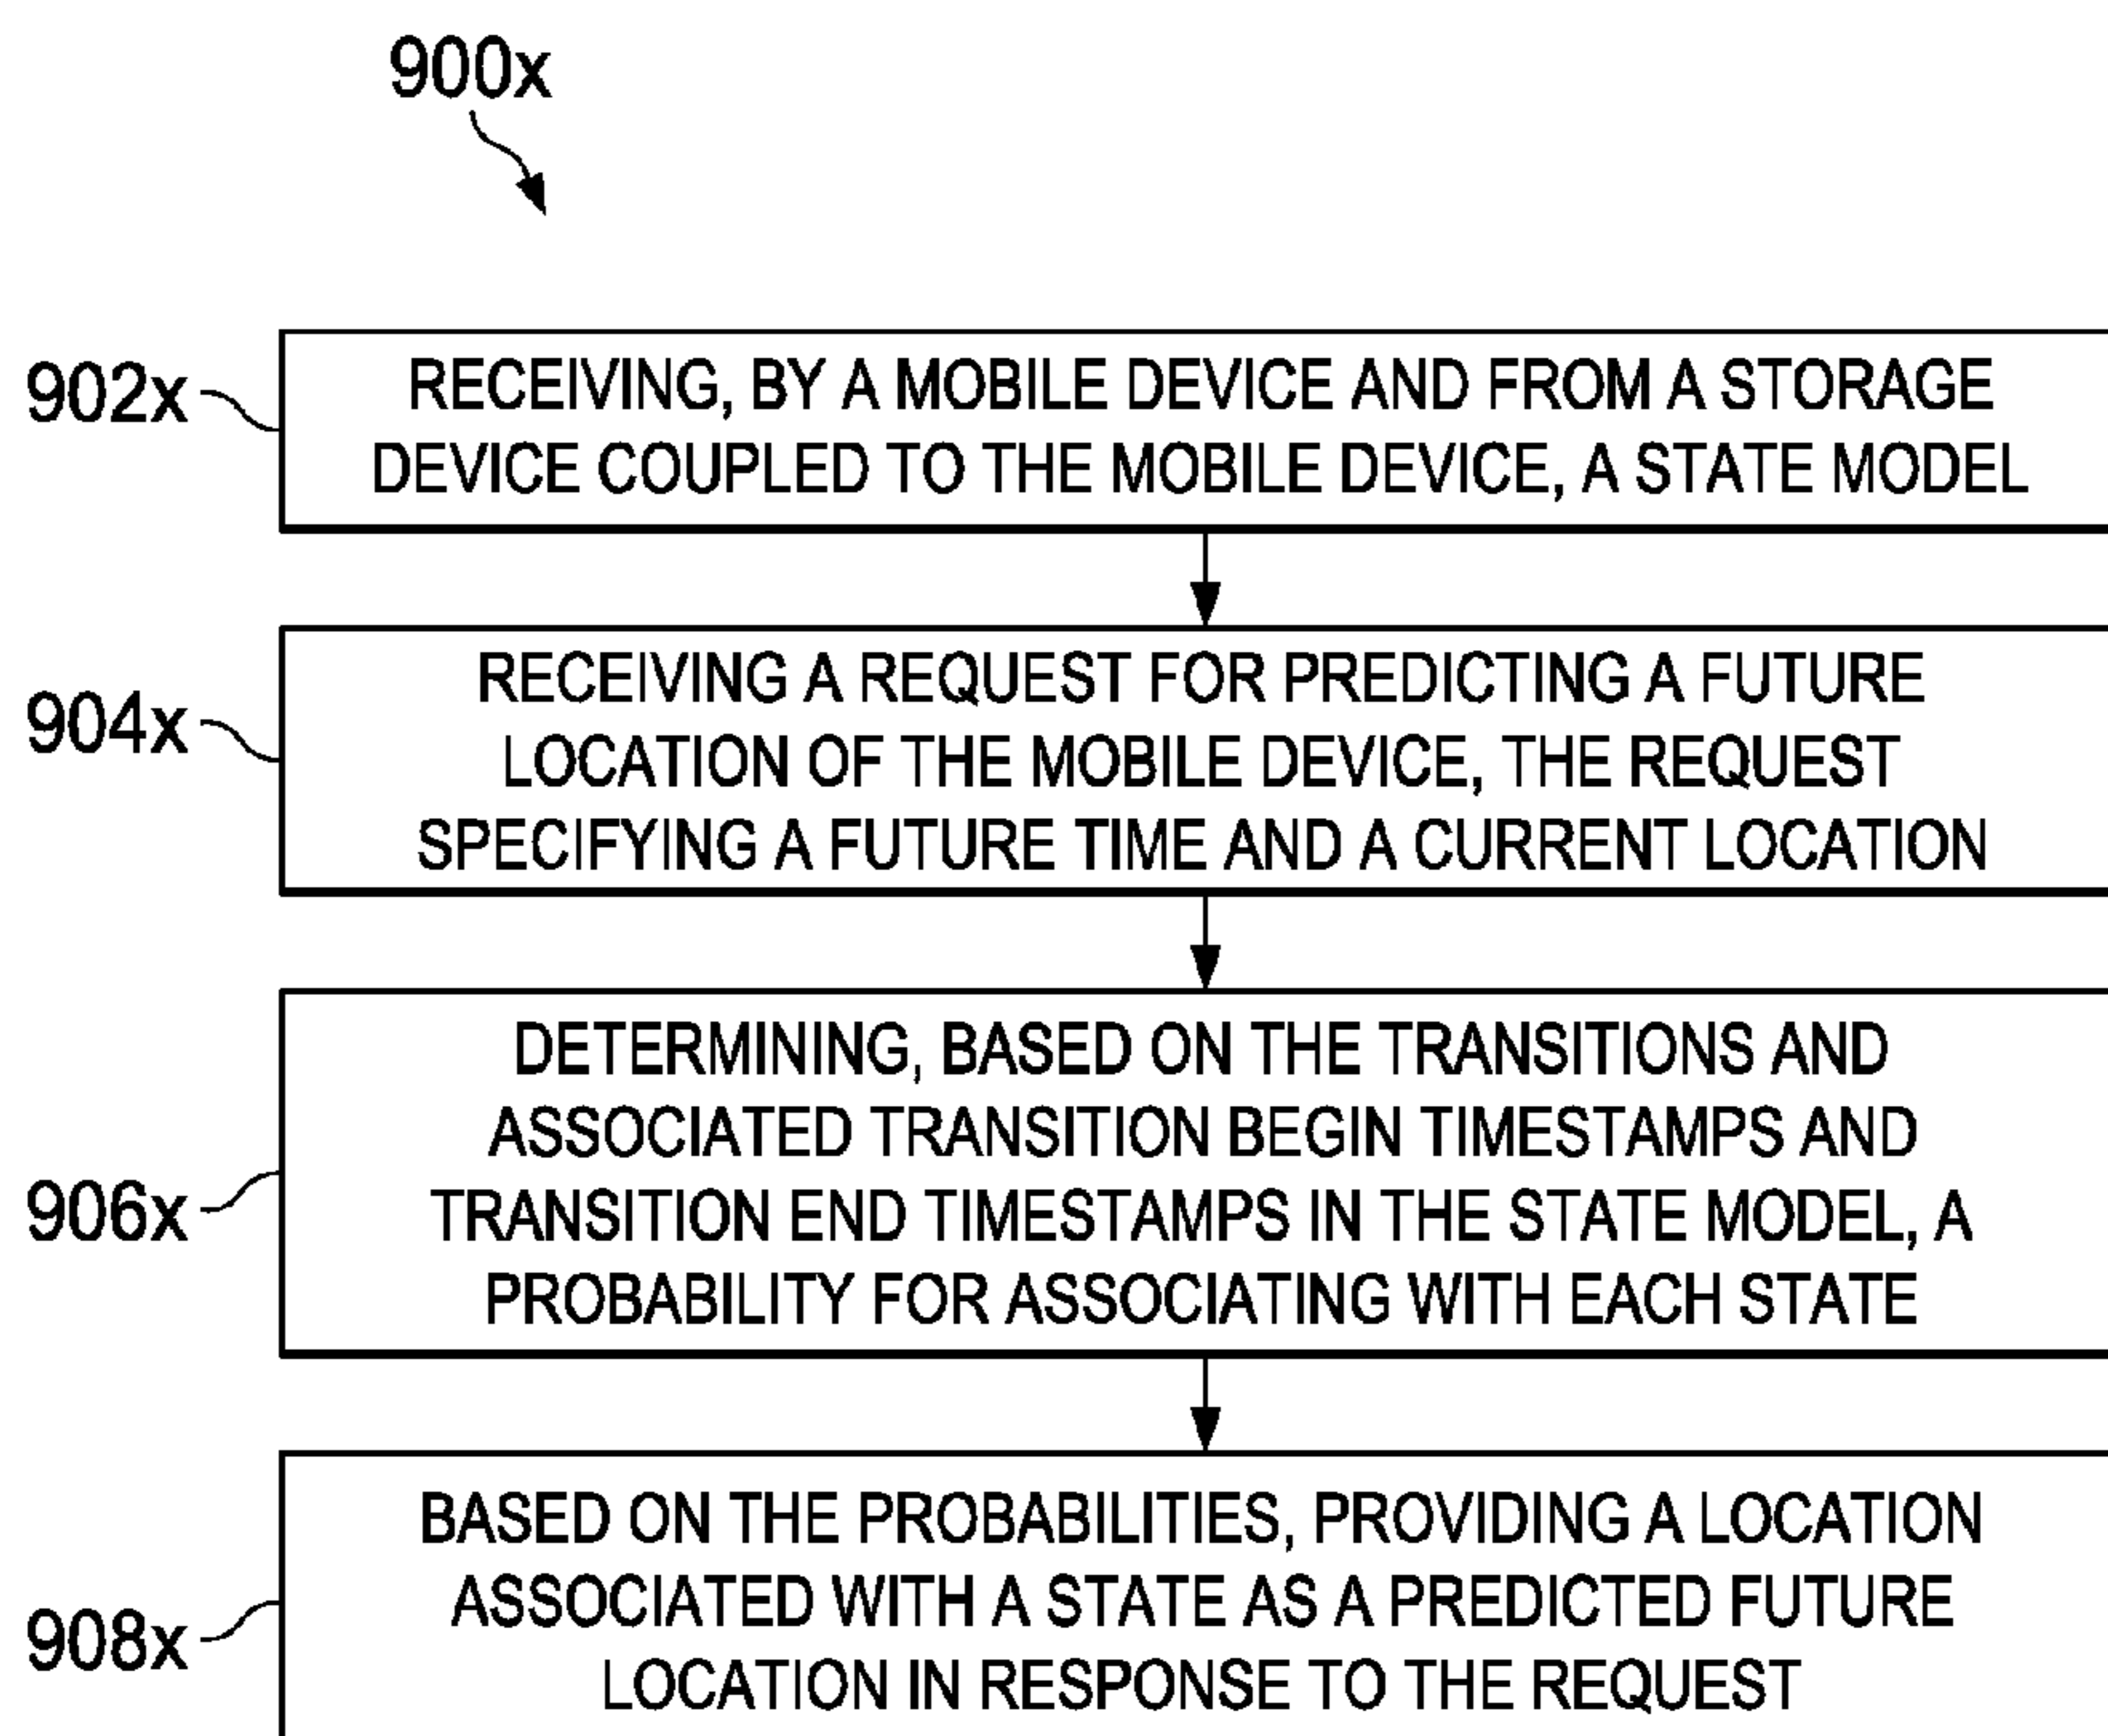 900x
902x
RECEIVING, BY A MOBILE DEVICE AND FROM A STORAGE
DEVICE COUPLED TO THE MOBILE DEVICE, A STATE MODEL
904x
RECEIVING A REQUEST FOR PREDICTING A FUTURE
LOCATION OF THE MOBILE DEVICE, THE REQUEST
SPECIFYING A FUTURE TIME AND A CURRENT LOCATION
906x
DETERMINING, BASED ON THE TRANSITIONS AND
ASSOCIATED TRANSITION BEGIN TIMESTAMPS AND
TRANSITION END TIMESTAMPS IN THE STATE MODEL, A
PROBABILITY FOR ASSOCIATING WITH EACH STATE
908x
BASED ON THE PROBABILITIES, PROVIDING A LOCATION
ASSOCIATED WITH A STATE AS A PREDICTED FUTURE
LOCATION IN RESPONSE TO THE REQUEST